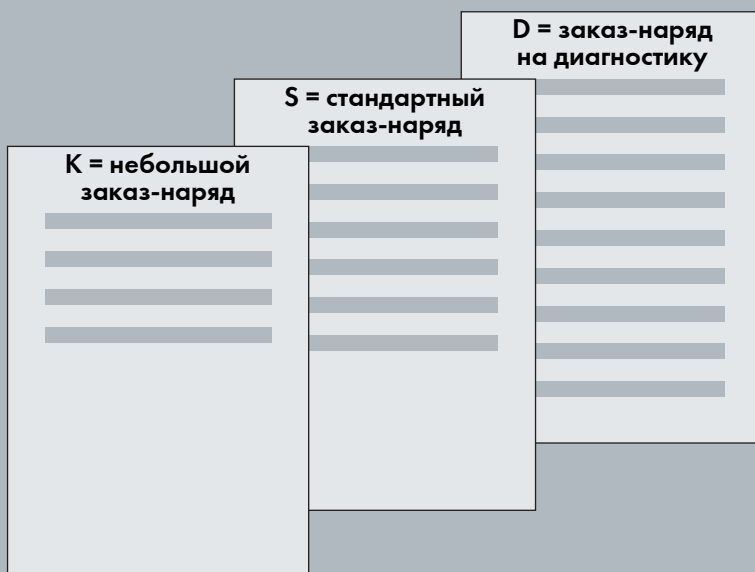 D = заказ-наряд
на диагностику
S = стандартный
заказ-наряд
K = небольшой
заказ-наряд